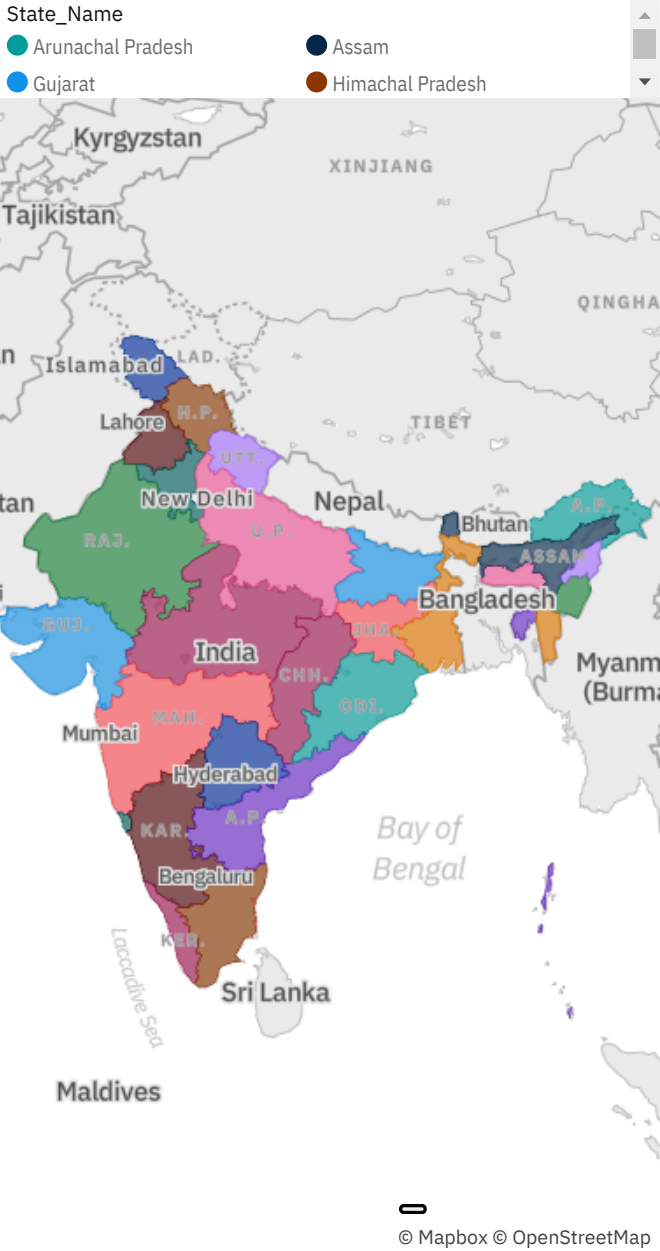 State_Name
Arunachal Pradesh
Assam
Gujarat
Himachal Pradesh
Kyrgyzstan
XINJIANG
Tajikistan
QINGHA
n
Islamabad
LAD.
H.P.
Lahore
TIBET
UTT.
New Delhi
Nepal
tan
A.P.
Bhutan
U.P.
RAJ.
ASSAM
i
Bangladesh
GUJ.
JHA.
India
Myanm
(Burma
CHH.
ODI.
MAH.
Mumbai
Hyderabad
A.P.
KAR.
Bay of
Bengal
Bengaluru
KER.
Laccadive Sea
Sri Lanka
Maldives
© Mapbox © OpenStreetMap